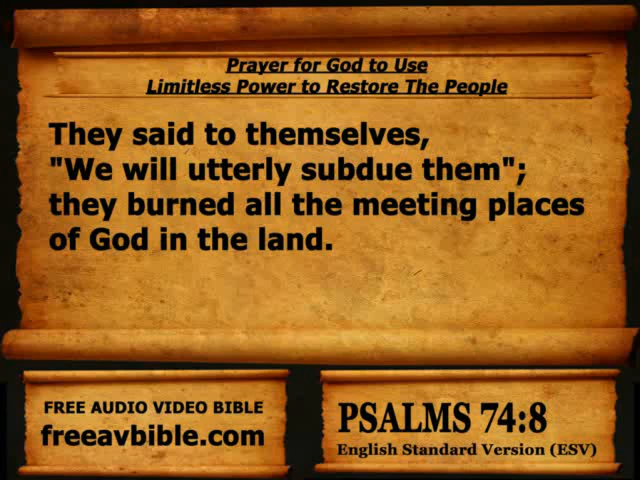 Prayer for God to Use
Limitless Power to Restore The People
They said to themselves,
"We will utterly subdue them";
they burned all the meeting places
of God in the land.
FREE AUDIO VIDEO BIBLE
freeavbible.com
PSALMS 74:8
English Standard Version (ESV)